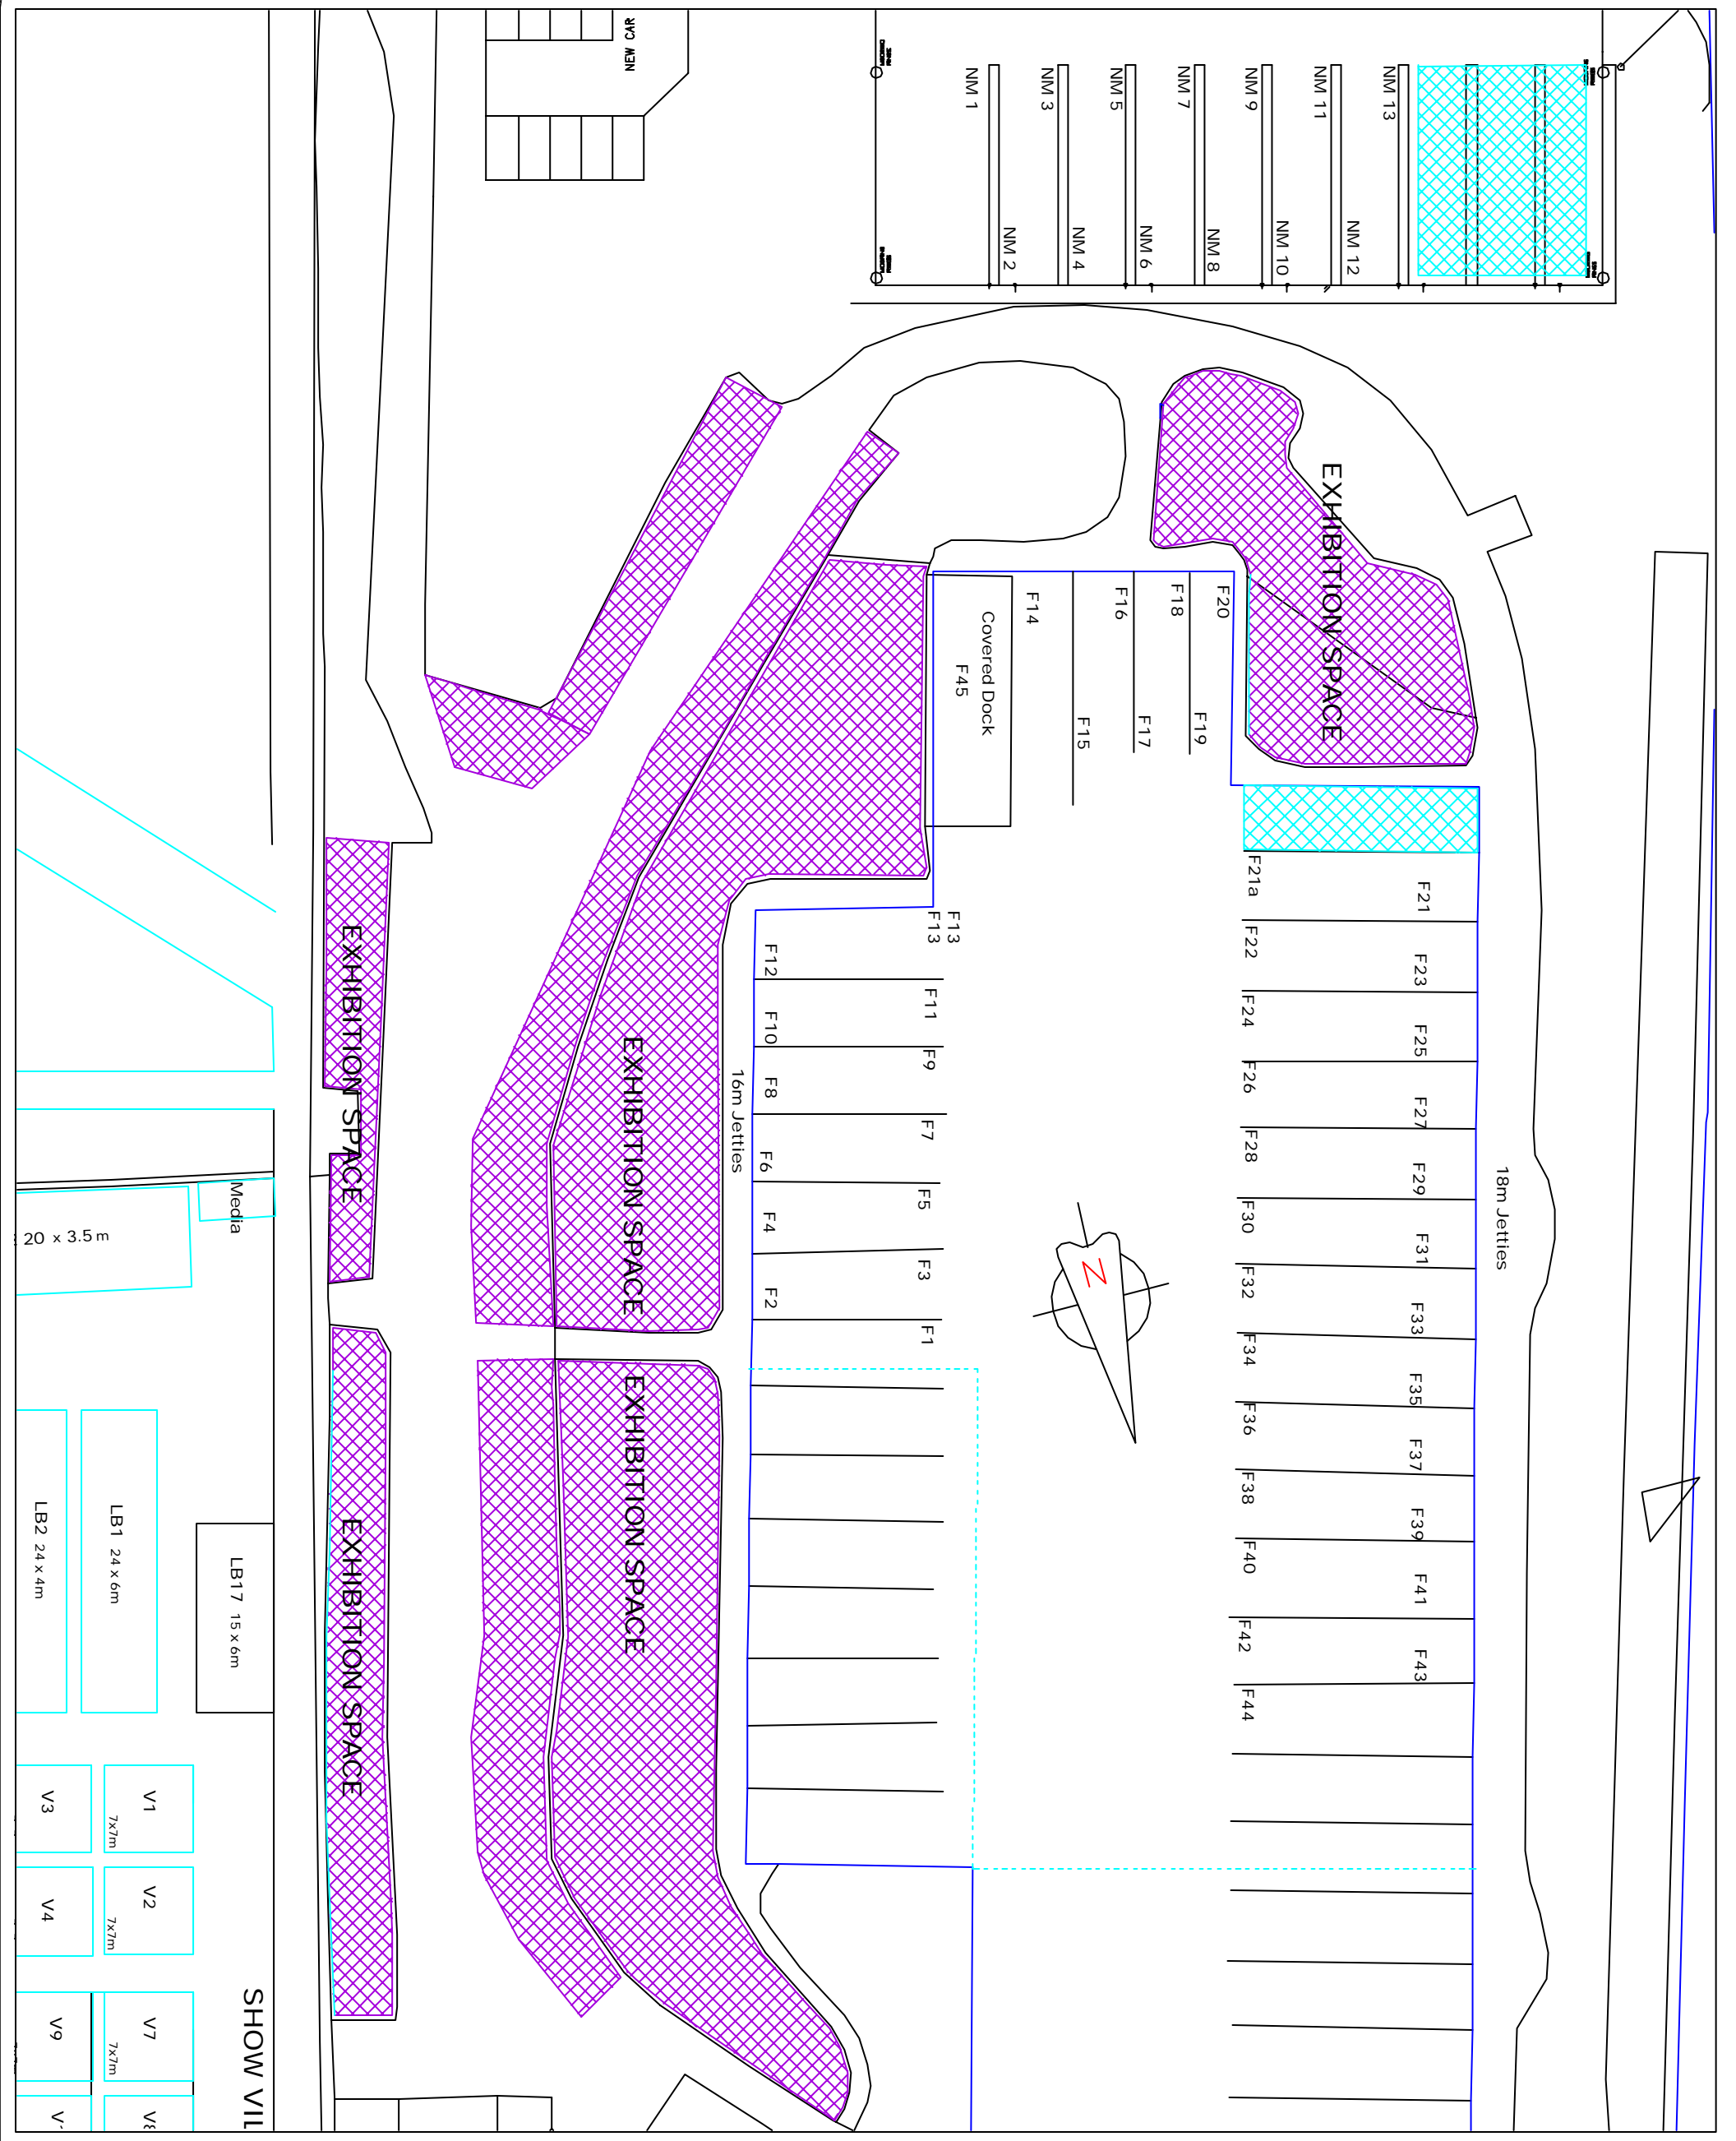 NEW CAR
NM 1
NM 3
NM 5
NM 7
NM 9
NM 11
NM 13
NM 2
NM 4
NM 6
NM 8
NM 10
NM 12
EXHIBITION SPACE
Covered Dock
F45
F14
F15
F16
F17
F18
F19
F20
F21a
F21
F22
F23
F24
F25
F26
F27
F28
F29
F30
F31
F32
F33
F34
F35
F36
F37
F38
F39
F40
F41
F42
F43
F44
18m Jetties
F13
F13
F12
F11
F10
F9
F8
F7
F6
F5
F4
F3
F2
F1
16m Jetties
N
EXHIBITION SPACE
EXHIBITION SPACE
EXHIBITION SPACE
EXHIBITION SPACE
Media
20 x 3.5 m
LB2 24 x 4m
LB1 24 x 6m
LB17 15 x 6m
V3
V1
7x7m
V4
V2
7x7m
V9
V7
7x7m
SHOW VIL